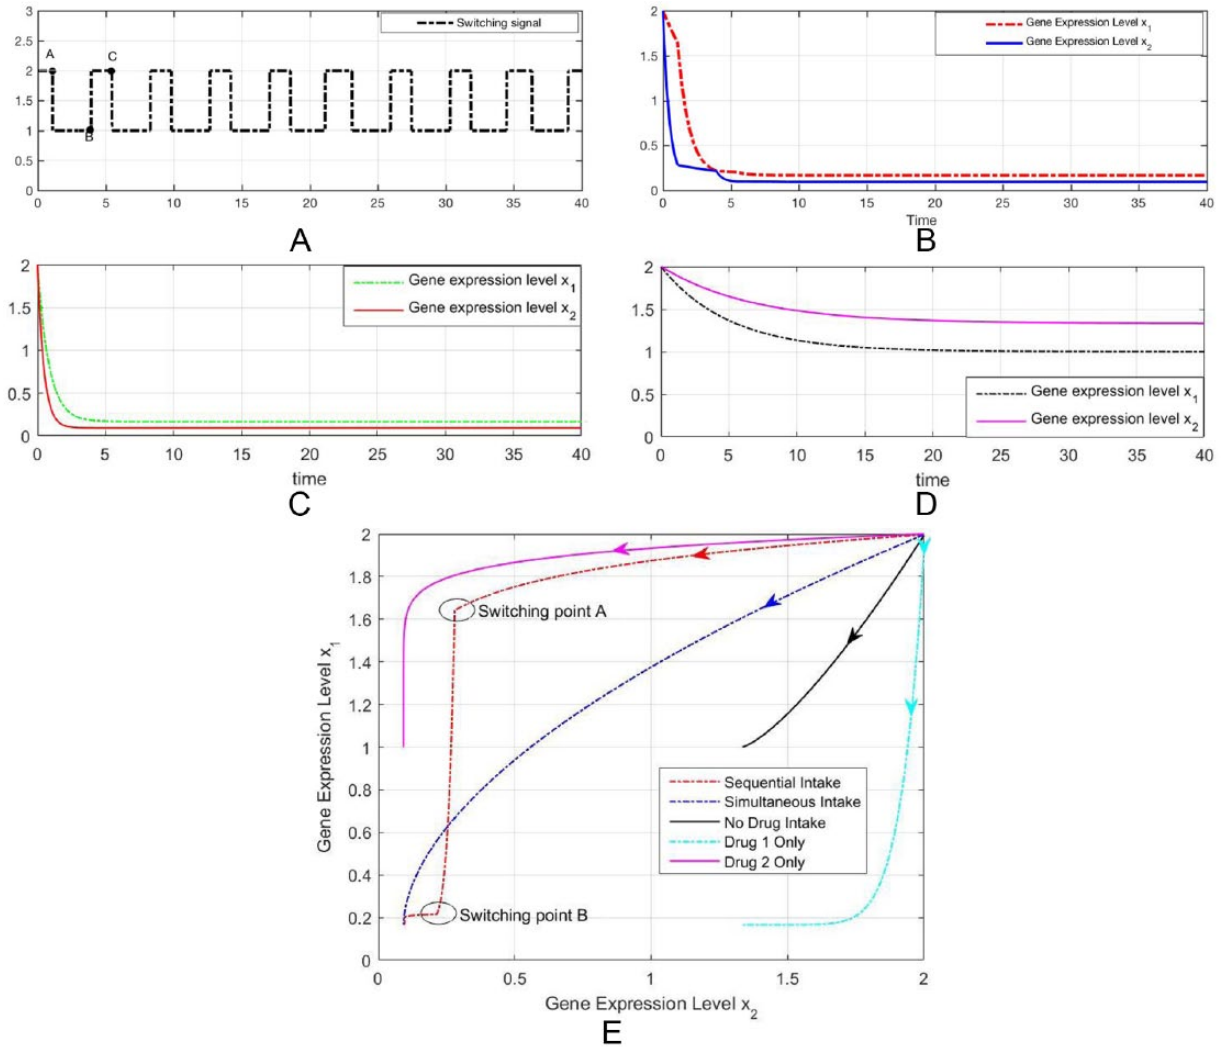 3
2.5
2
1.5
1
0.5
0
A
B
C
Switching signal
0 5 10 15 20 25 30 35 40
A
2
1.5
1
0.5
0
Gene Expression Level x1
Gene Expression Level x2
0 5 10 15 20 25 30 35 40
Time
B
2
1.5
1
0.5
0
Gene expression level x1
Gene expression level x2
0 5 10 15 20 25 30 35 40
time
C
2
1.5
1
0.5
0
Gene expression level x1
Gene expression level x2
0 5 10 15 20 25 30 35 40
time
D
Gene Expression Level x1
2
1.8
1.6
1.4
1.2
1
0.8
0.6
0.4
0.2
0
Switching point A
Switching point B
Sequential Intake
Simultaneous Intake
No Drug Intake
Drug 1 Only
Drug 2 Only
0 0.5 1 1.5 2
Gene Expression Level x2
E